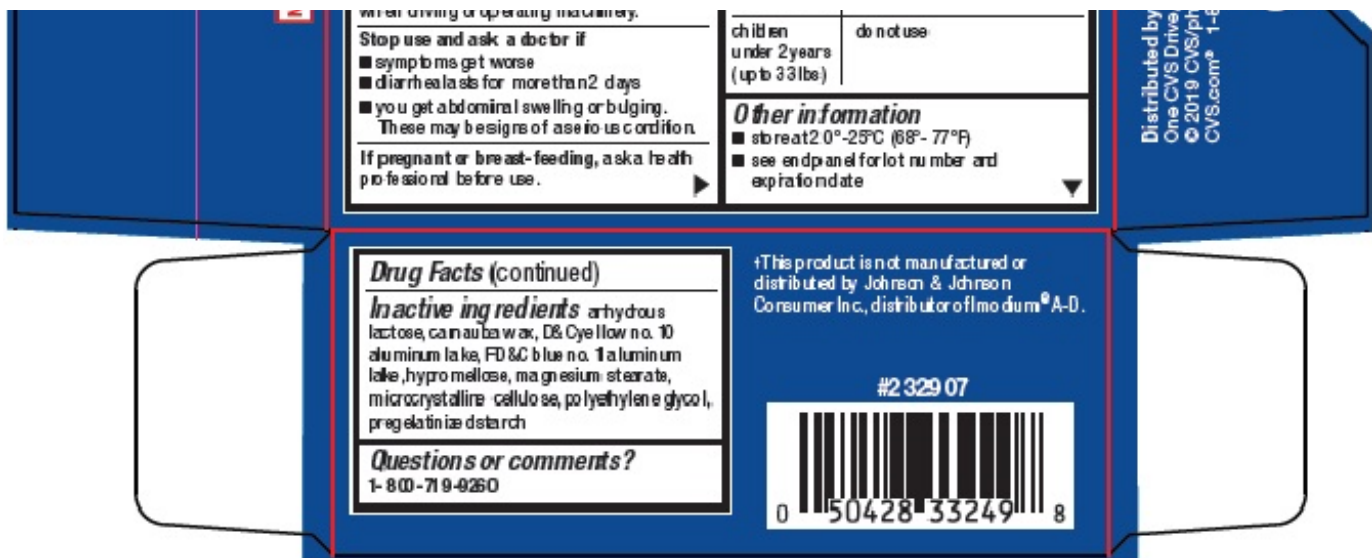 when driving or operating machinery.
Stop use and ask a doctor if
■ symptoms get worse
■ diarrhea lasts for more than 2 days
■ you get abdominal swelling or bulging.
These may be signs of a serious condition.
If pregnant or breast-feeding, ask a health
professional before use.
children
under 2 years
(up to 33 lbs)
do not use
Other information
■ store at 20°-25°C (68°- 77°F)
■ see end panel for lot number and
expiration date
Distributed by
One CVS Drive,
© 2019 CVS/ph
CVS.com® 1-8
Drug Facts (continued)
Inactive ingredients anhydrous
lactose, carnauba wax, D&C yellow no. 10
aluminum lake, FD&C blue no. 1 aluminum
lake, hypromellose, magnesium stearate,
microcrystalline cellulose, polyethylene glycol,
pregelatinized starch
Questions or comments?
1-800-719-9260
†This product is not manufactured or
distributed by Johnson & Johnson
Consumer Inc., distributor of Imodium® A-D.
#232907
0 50428 33249 8